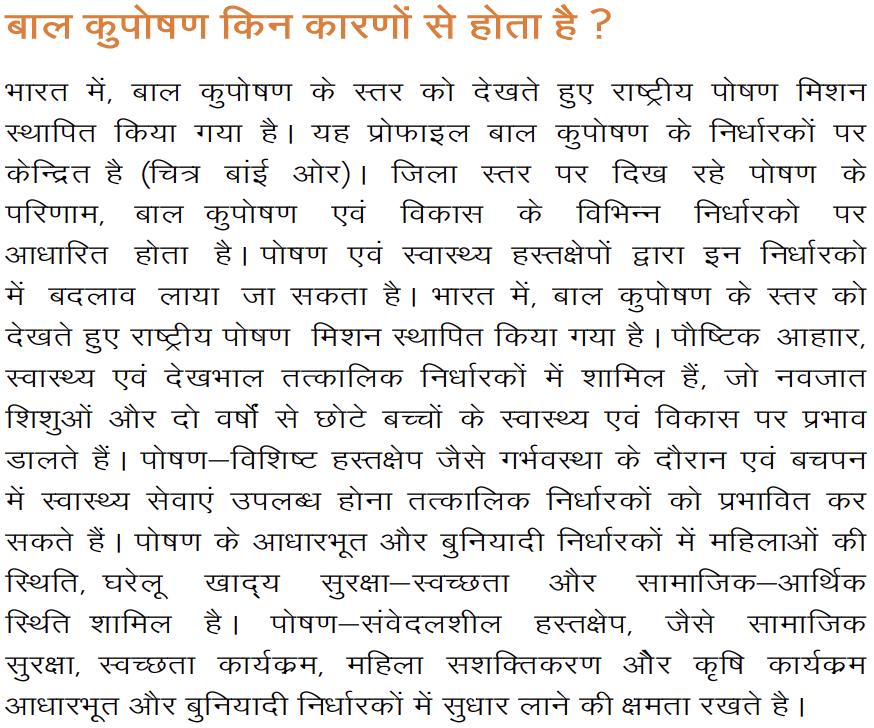 बाल कुपोषण किन कारणों से होता है ?
भारत में, बाल कुपोषण के स्तर को देखते हुए राष्ट्रीय पोषण मिशन
स्थापित किया गया है। यह प्रोफाइल बाल कुपोषण के निर्धारकों पर
केन्द्रित है (चित्र बांई ओर)। जिला स्तर पर दिख रहे पोषण के
परिणाम, बाल कुपोषण एवं विकास के विभिन्न निर्धारको पर
आधारित होता है। पोषण एवं स्वास्थ्य हस्तक्षेपों द्वारा इन निर्धारको
में बदलाव लाया जा सकता है। भारत में, बाल कुपोषण के स्तर को
देखते हुए राष्ट्रीय पोषण मिशन स्थापित किया गया है। पौष्टिक आहाार,
स्वास्थ्य एवं देखभाल तत्कालिक निर्धारकों में शामिल हैं, जो नवजात
शिशुओं और दो वर्षों से छोटे बच्चों के स्वास्थ्य एवं विकास पर प्रभाव
डालते हैं। पोषण–विशिष्ट हस्तक्षेप जैसे गर्भवस्था के दौरान एवं बचपन
में स्वास्थ्य सेवाएं उपलब्ध होना तत्कालिक निर्धारकों को प्रभावित कर
सकते हैं। पोषण के आधारभूत और बुनियादी निर्धारकों में महिलाओं की
स्थिति, घरेलू खाद्य सुरक्षा–स्वच्छता और सामाजिक–आर्थिक
स्थिति शामिल है। पोषण–संवेदलशील हस्तक्षेप, जैसे सामाजिक
सुरक्षा, स्वच्छता कार्यक्रम, महिला सशक्तिकरण औेर कृषि कार्यक्रम
आधारभूत और बुनियादी निर्धारकों में सुधार लाने की क्षमता रखते है।